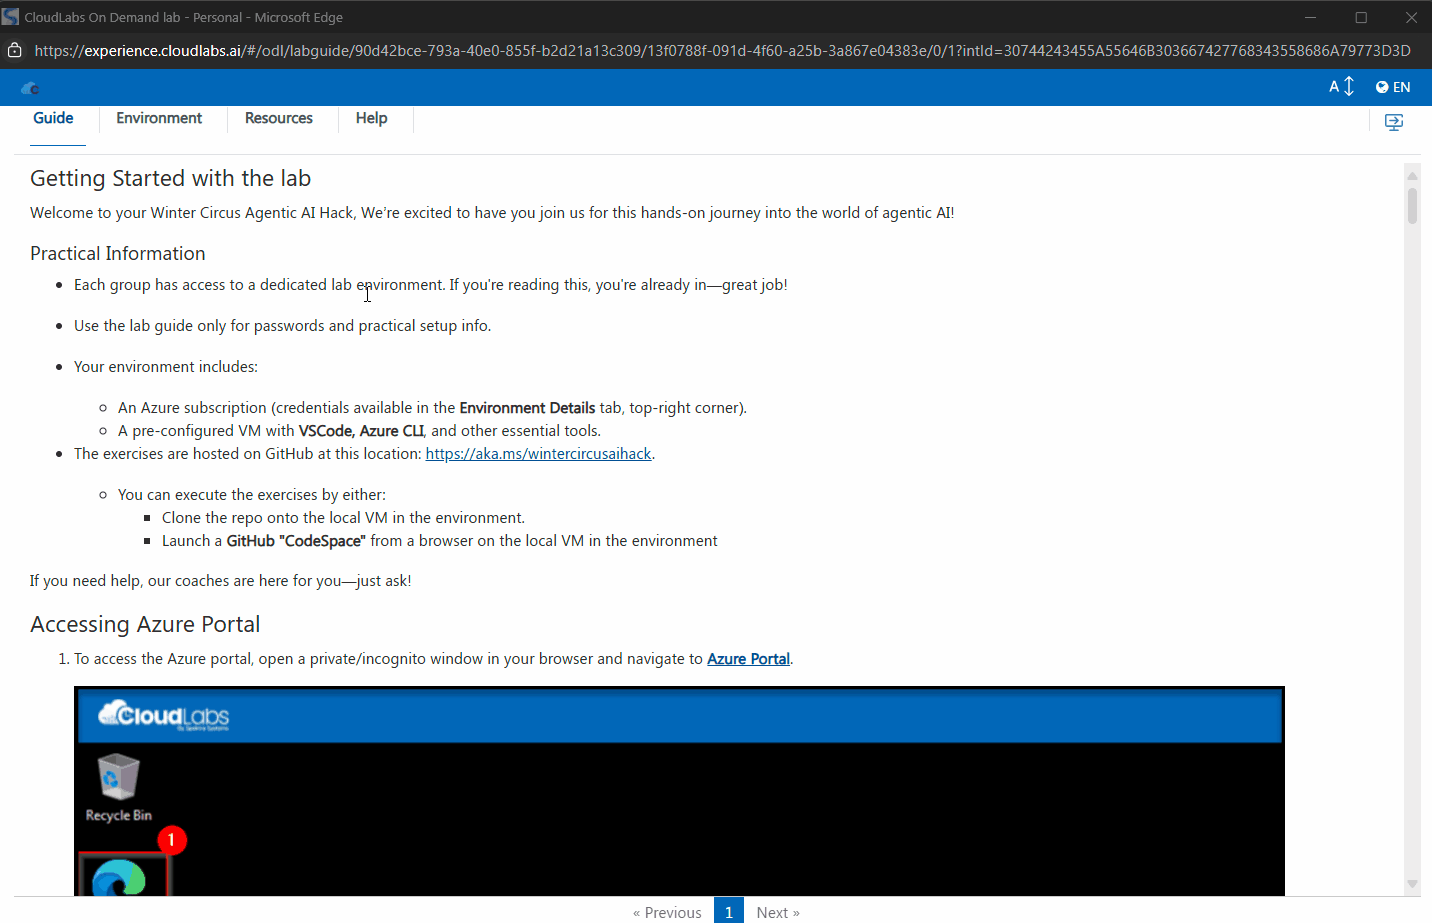 CloudLabs On Demand lab - Personal - Microsoft Edge
https://experience.cloudlabs.ai/#/odl/labguide/90d42bce-793a-40e0-855f-b2d21a13c309/13f0788f-091d-4f60-a25b-3a867e04383e/0/1?intId=30744243455A55646B303667427768343558686A79773D3D
A EN
Guide Environment Resources Help
Getting Started with the lab
Welcome to your Winter Circus Agentic AI Hack, We're excited to have you join us for this hands-on journey into the world of agentic AI!
Practical Information
• Each group has access to a dedicated lab environment. If you're reading this, you're already in—great job!
• Use the lab guide only for passwords and practical setup info.
• Your environment includes:
○ An Azure subscription (credentials available in the Environment Details tab, top-right corner).
○ A pre-configured VM with VSCode, Azure CLI, and other essential tools.
• The exercises are hosted on GitHub at this location: https://aka.ms/wintercircusaihack.
○ You can execute the exercises by either:
▪ Clone the repo onto the local VM in the environment.
▪ Launch a GitHub "CodeSpace" from a browser on the local VM in the environment
If you need help, our coaches are here for you—just ask!
Accessing Azure Portal
1. To access the Azure portal, open a private/incognito window in your browser and navigate to Azure Portal.
CloudLabs
Recycle Bin
1
« Previous 1 Next »